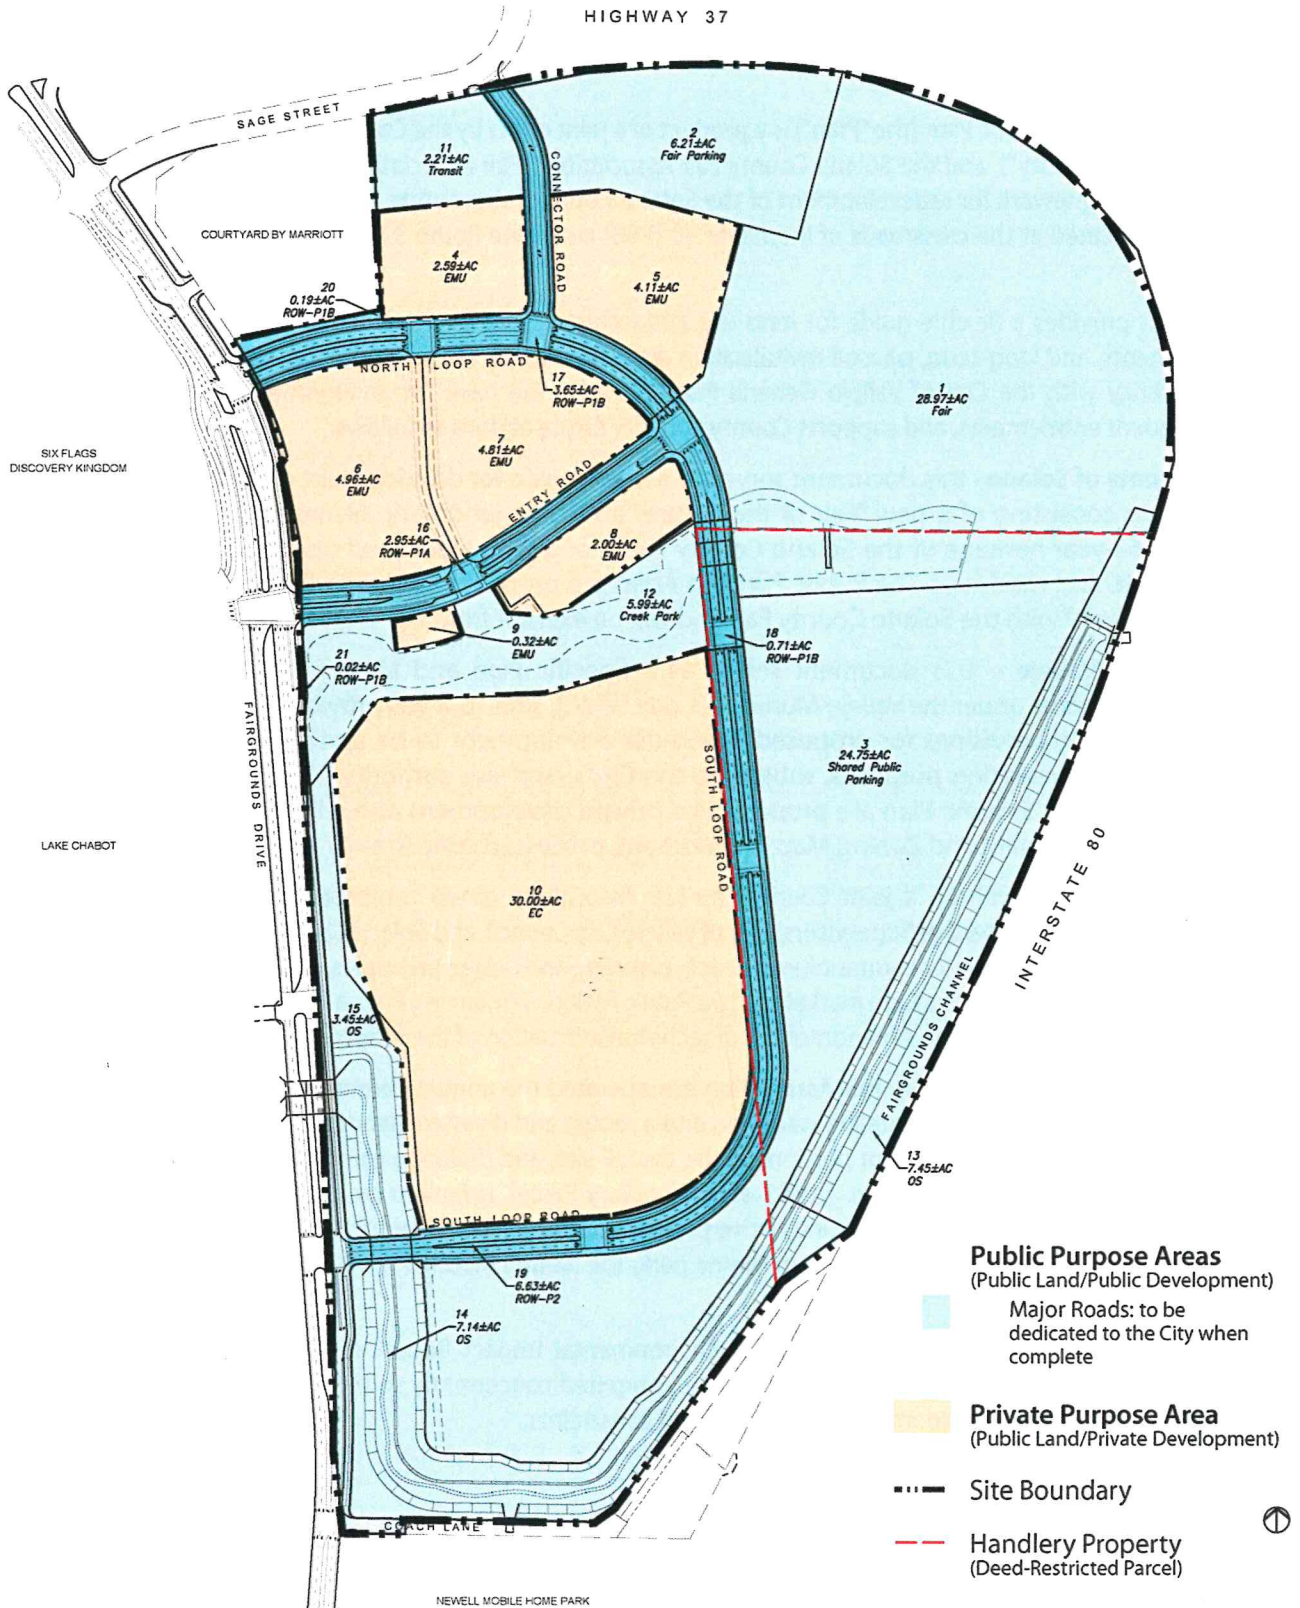 HIGHWAY 37
SAGE STREET
11
2.21±AC
Transit
2
6.21±AC
Fair Parking
CONNECTOR ROAD
COURTYARD BY MARRIOTT
4
2.59±AC
EMU
5
4.11±AC
EMU
20
0.19±AC
ROW-P1B
NORTH LOOP ROAD
17
3.65±AC
ROW-P1B
1
28.97±AC
Fair
SIX FLAGS
DISCOVERY KINGDOM
7
4.81±AC
EMU
6
4.96±AC
EMU
ENTRY ROAD
16
2.95±AC
ROW-P1A
8
2.00±AC
EMU
12
5.99±AC
Creek Park
9
0.32±AC
EMU
18
0.71±AC
ROW-P1B
21
0.02±AC
ROW-P1B
FAIRGROUNDS DRIVE
SOUTH LOOP ROAD
3
24.75±AC
Shared Public
Parking
LAKE CHABOT
INTERSTATE 80
10
30.00±AC
EC
FAIRGROUNDS CHANNEL
15
3.45±AC
OS
13
7.45±AC
OS
SOUTH LOOP ROAD
19
6.63±AC
ROW-P2
14
7.14±AC
OS
COACH LANE
NEWELL MOBILE HOME PARK
Public Purpose Areas
(Public Land/Public Development)
Major Roads: to be
dedicated to the City when
complete
Private Purpose Area
(Public Land/Private Development)
Site Boundary
Handlery Property
(Deed-Restricted Parcel)